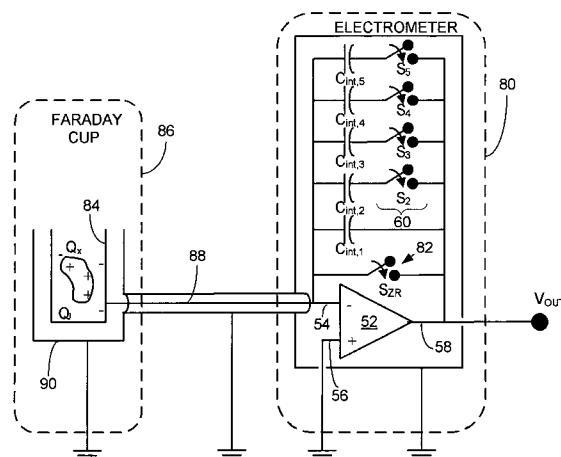 ELECTROMETER
S5
Cint,5
80
S4
Cint,4
FARADAY
CUP
86
S3
Cint,3
84
S2
Cint,2
60
Qx
88
82
Cint,1
SZR
VOUT
-
52
54
58
+
56
90